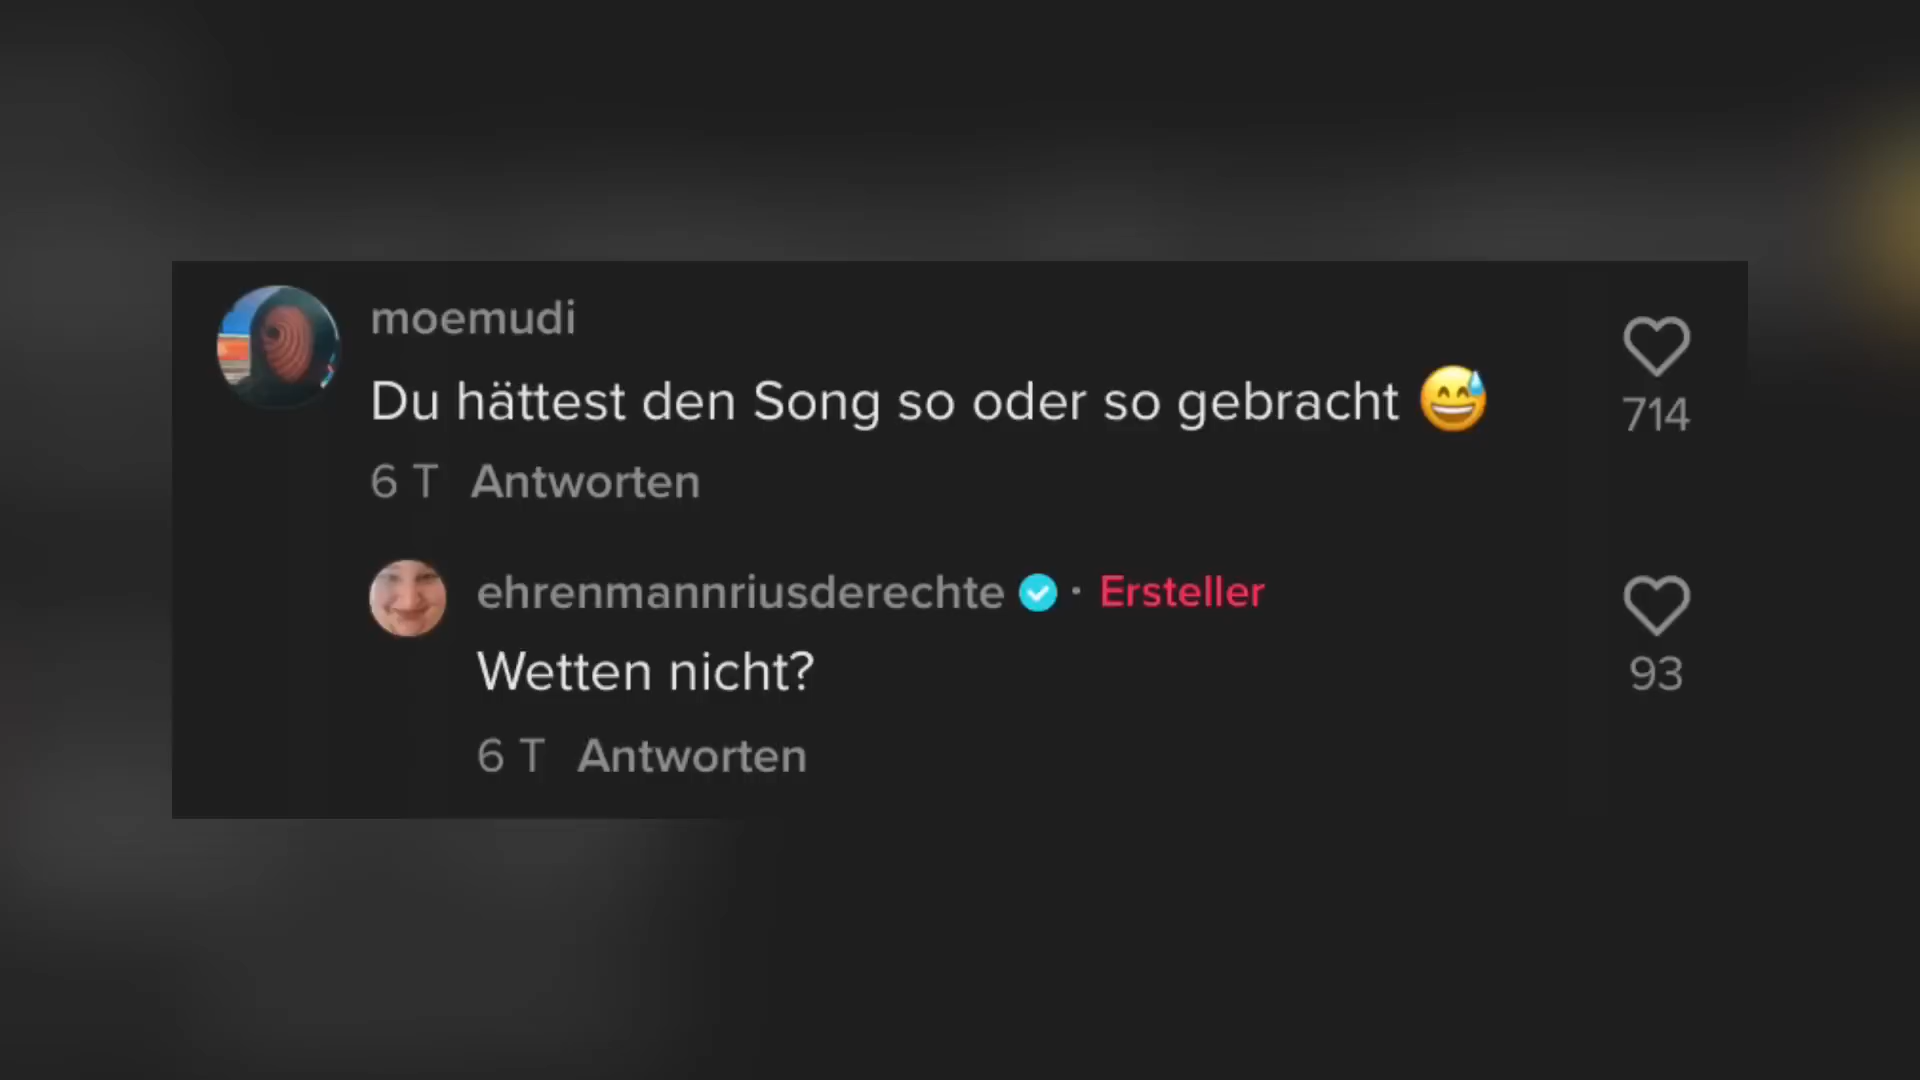 moemudi
Du hättest den Song so oder so gebracht 😅
714
6 T Antworten
ehrenmannriusderechte · Ersteller
Wetten nicht?
93
6 T Antworten